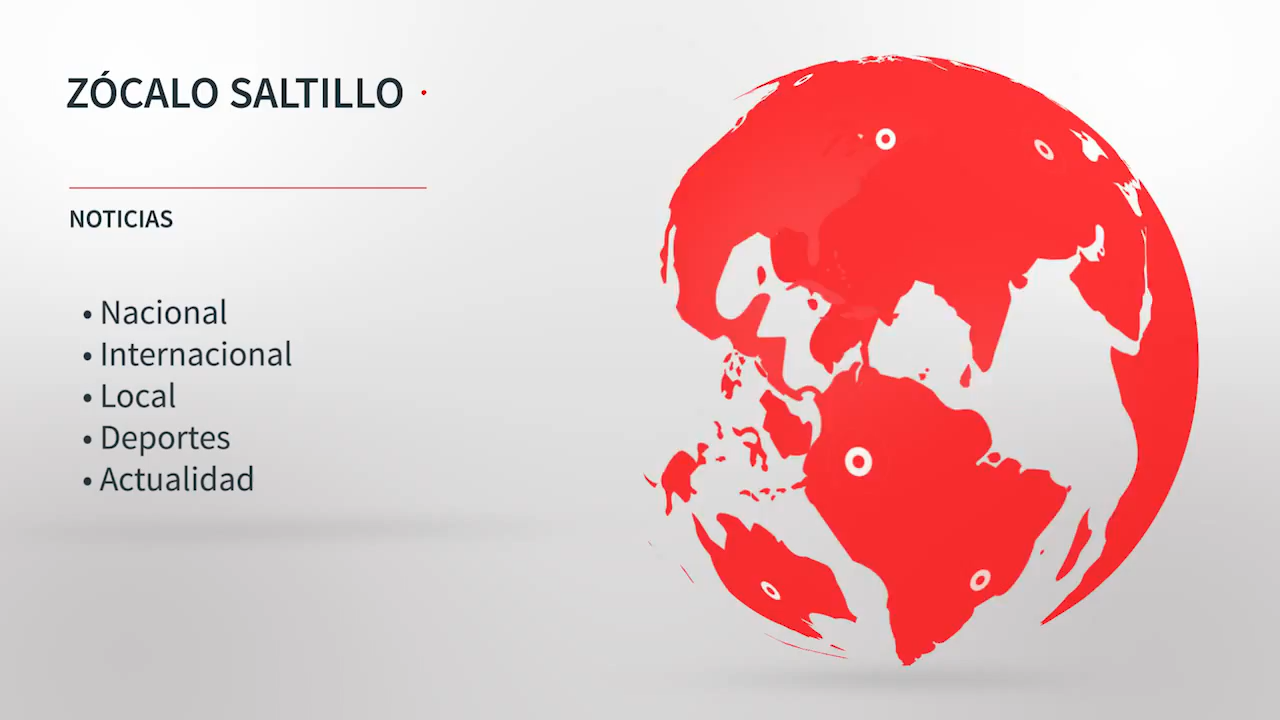 ZÓCALO SALTILLO
NOTICIAS
• Nacional
• Internacional
• Local
• Deportes
• Actualidad